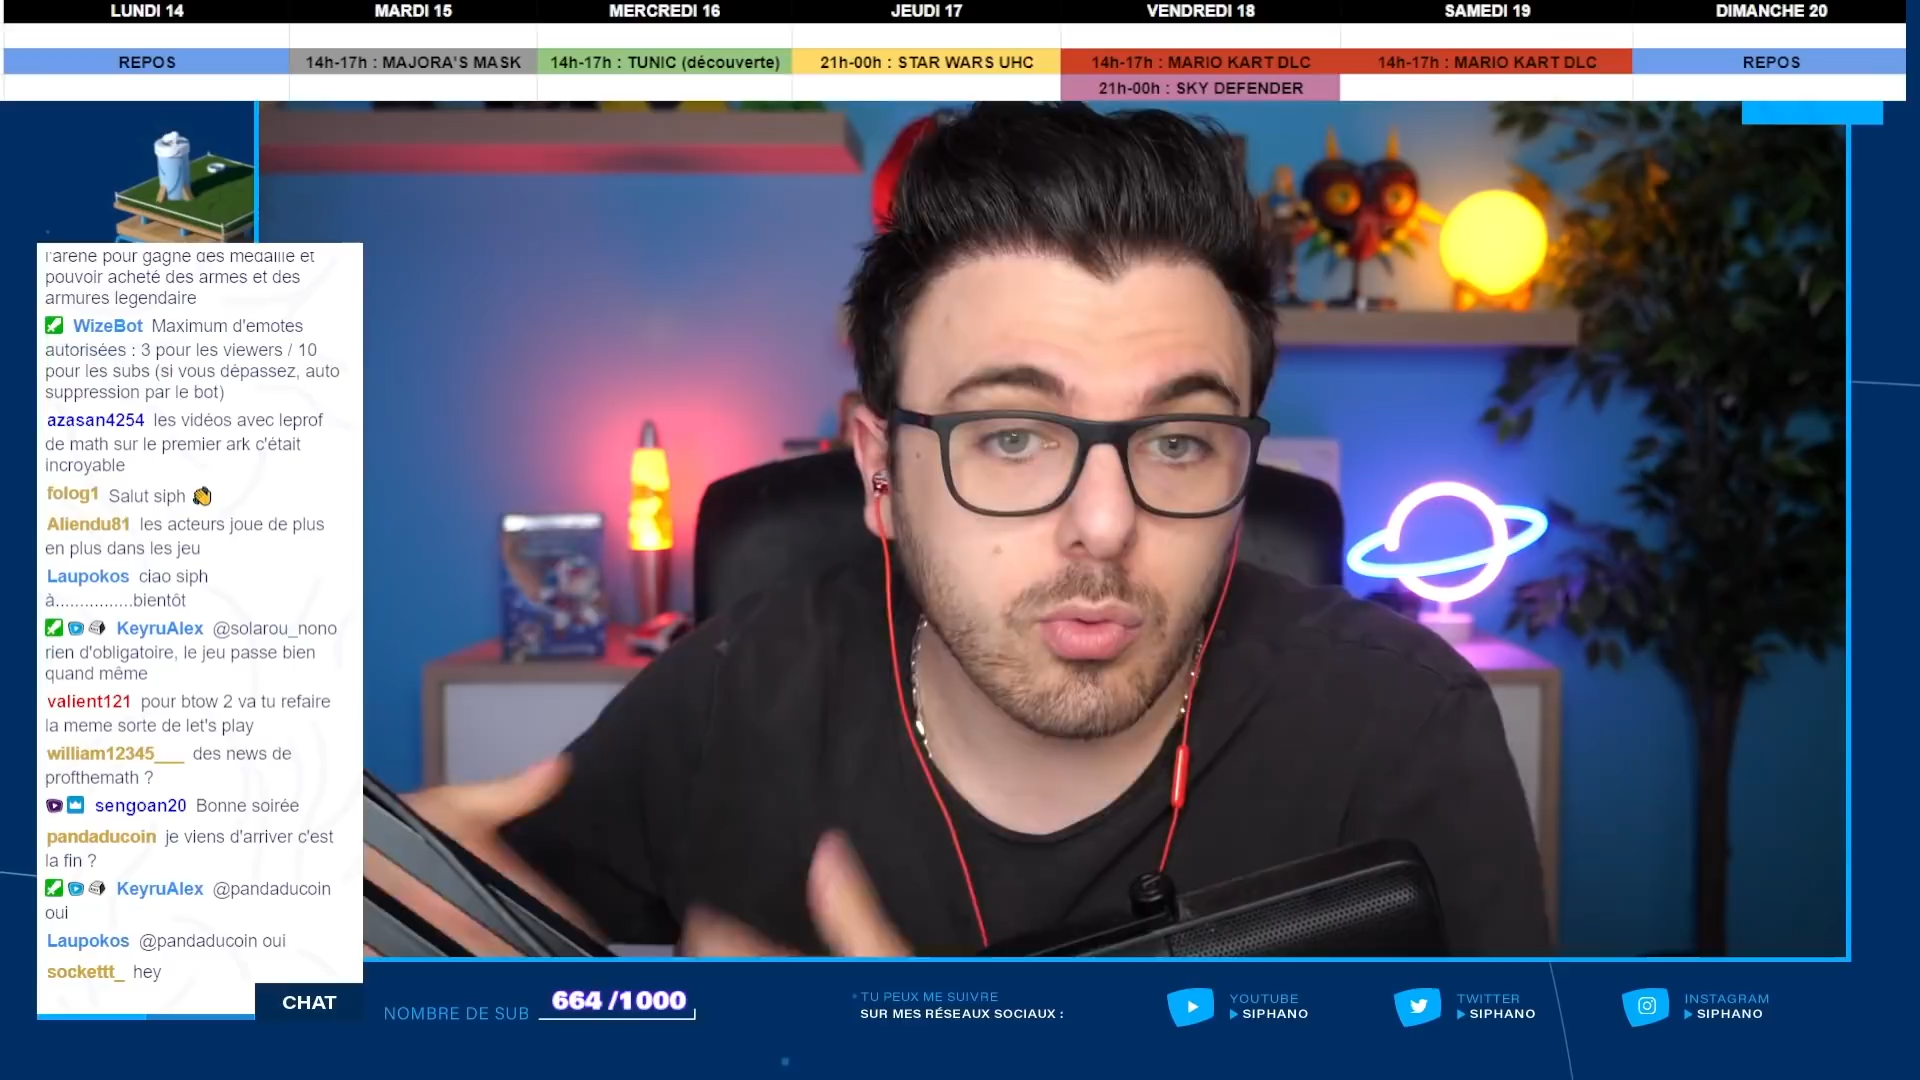 LUNDI 14
MARDI 15
MERCREDI 16
JEUDI 17
VENDREDI 18
SAMEDI 19
DIMANCHE 20
REPOS
14h-17h : MAJORA'S MASK
14h-17h : TUNIC (découverte)
21h-00h : STAR WARS UHC
14h-17h : MARIO KART DLC
14h-17h : MARIO KART DLC
REPOS
21h-00h : SKY DEFENDER
l'arene pour gagne des medaille et
pouvoir acheté des armes et des
armures legendaire
WizeBot Maximum d'emotes
autorisées : 3 pour les viewers / 10
pour les subs (si vous dépassez, auto
suppression par le bot)
azasan4254 les vidéos avec leprof
de math sur le premier ark c'était
incroyable
folog1 Salut siph 👏
Aliendu81 les acteurs joue de plus
en plus dans les jeu
Laupokos ciao siph
à................bientôt
KeyruAlex @solarou_nono
rien d'obligatoire, le jeu passe bien
quand même
valient121 pour btow 2 va tu refaire
la meme sorte de let's play
william12345___ des news de
profthemath ?
sengoan20 Bonne soirée
pandaducoin je viens d'arriver c'est
la fin ?
KeyruAlex @pandaducoin
oui
Laupokos @pandaducoin oui
sockettt_ hey
CHAT
NOMBRE DE SUB 664 /1000
TU PEUX ME SUIVRE
SUR MES RÉSEAUX SOCIAUX :
YOUTUBE
SIPHANO
TWITTER
SIPHANO
INSTAGRAM
SIPHANO